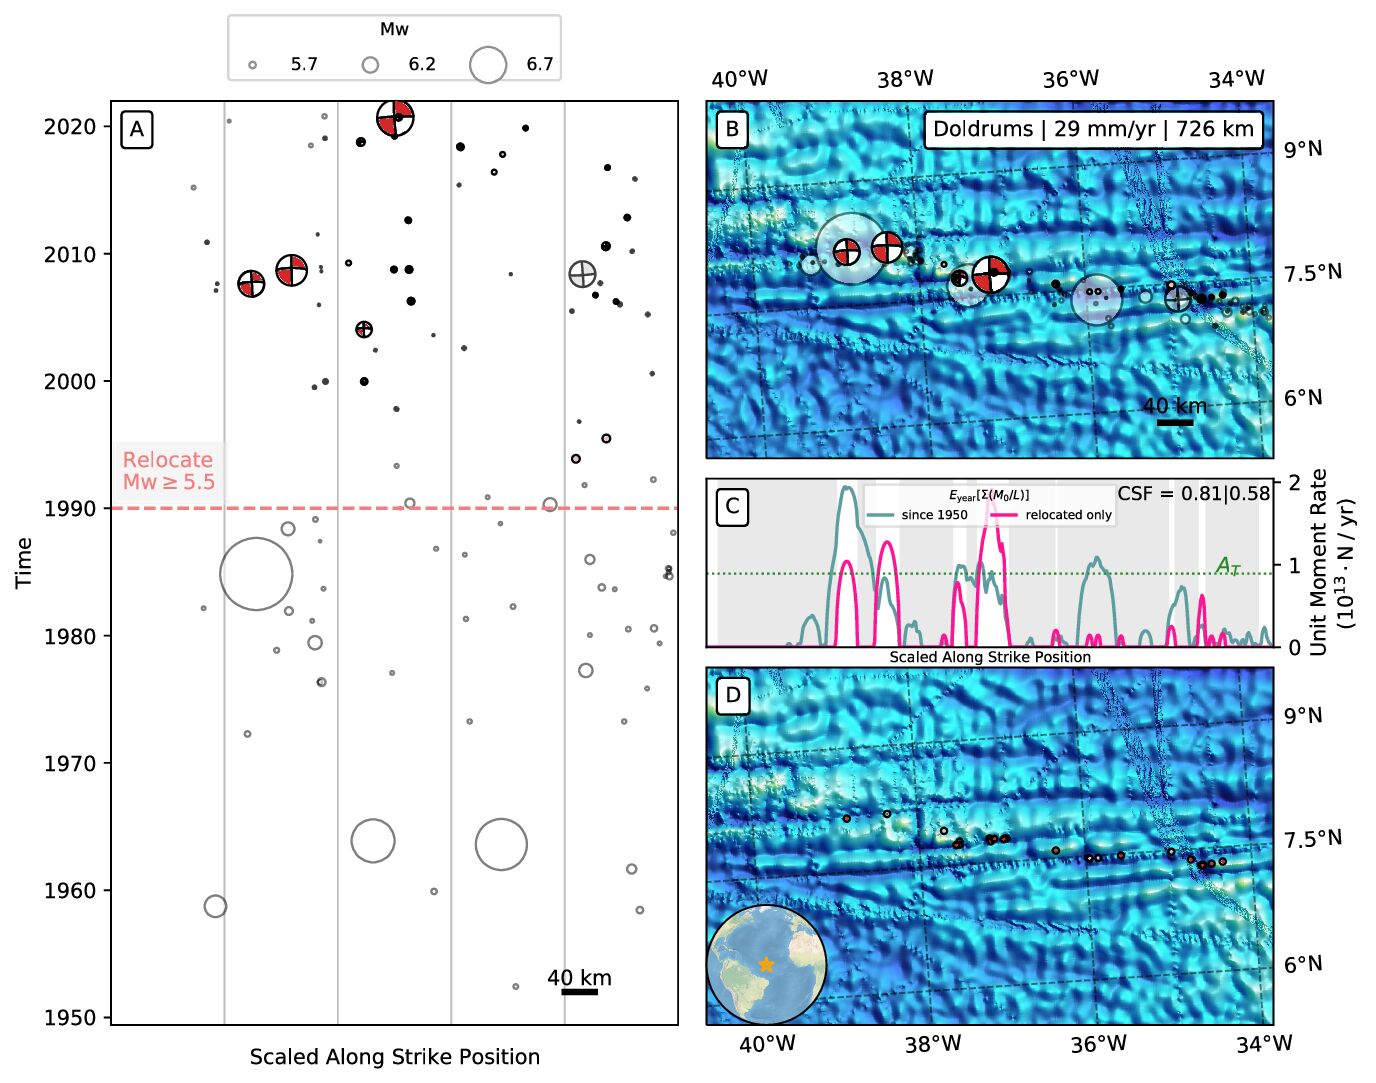 Mw
5.7 6.2 6.7
A
2020
2010
2000
1990
1980
1970
1960
1950
Time
Relocate
Mw ≥ 5.5
40 km
Scaled Along Strike Position
40°W 38°W 36°W 34°W
B
Doldrums | 29 mm/yr | 726 km
9°N
7.5°N
6°N
40 km
C
E_year[Σ(M_0/L)]
since 1950 relocated only
CSF = 0.81|0.58
A_T
2
1
0
Unit Moment Rate
(10^13 · N / yr)
Scaled Along Strike Position
D
9°N
7.5°N
6°N
40°W 38°W 36°W 34°W